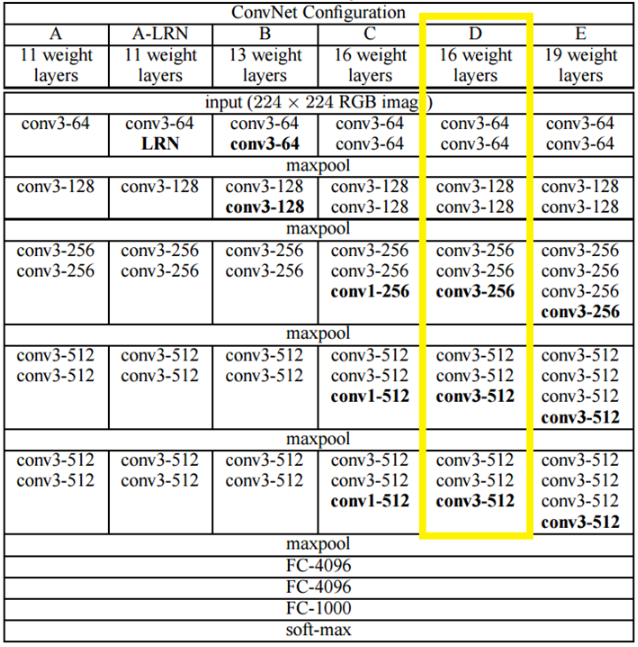 ConvNet Configuration
A A-LRN B C D E
11 weight 11 weight 13 weight 16 weight 16 weight 19 weight
layers layers layers layers layers layers
input (224 × 224 RGB image)
conv3-64 conv3-64 conv3-64 conv3-64 conv3-64 conv3-64
LRN conv3-64 conv3-64 conv3-64 conv3-64
maxpool
conv3-128 conv3-128 conv3-128 conv3-128 conv3-128 conv3-128
conv3-128 conv3-128 conv3-128 conv3-128
maxpool
conv3-256 conv3-256 conv3-256 conv3-256 conv3-256 conv3-256
conv3-256 conv3-256 conv3-256 conv3-256 conv3-256 conv3-256
conv1-256 conv3-256 conv3-256
conv3-256
maxpool
conv3-512 conv3-512 conv3-512 conv3-512 conv3-512 conv3-512
conv3-512 conv3-512 conv3-512 conv3-512 conv3-512 conv3-512
conv1-512 conv3-512 conv3-512
conv3-512
maxpool
conv3-512 conv3-512 conv3-512 conv3-512 conv3-512 conv3-512
conv3-512 conv3-512 conv3-512 conv3-512 conv3-512 conv3-512
conv1-512 conv3-512 conv3-512
conv3-512
maxpool
FC-4096
FC-4096
FC-1000
soft-max